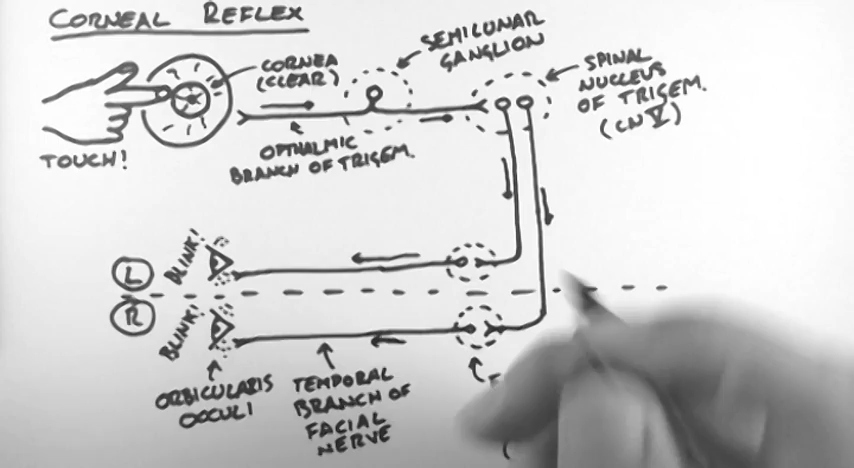 CORNEAL REFLEX
CORNEA
(CLEAR)
SEMILUNAR
GANGLION
SPINAL
NUCLEUS
OF TRIGEM.
(CN V)
TOUCH!
OPTHALMIC
BRANCH OF TRIGEM.
L
BLINK!
R
BLINK!
ORBICULARIS
OCCULI
TEMPORAL
BRANCH OF
FACIAL
NERVE